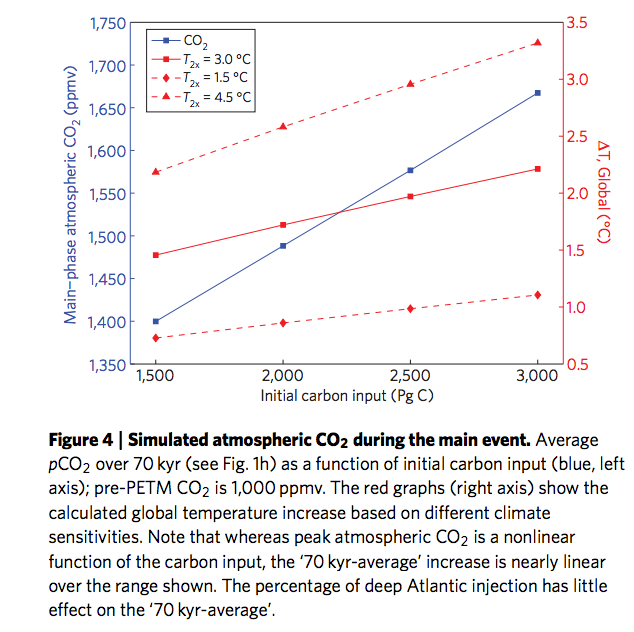 1,750
1,700
1,650
1,600
1,550
1,500
1,450
1,400
1,350
Main–phase atmospheric CO₂ (ppmv)
CO₂
T₂ₓ = 3.0 °C
T₂ₓ = 1.5 °C
T₂ₓ = 4.5 °C
3.5
3.0
2.5
2.0
1.5
1.0
0.5
ΔT, Global (°C)
1,500 2,000 2,500 3,000
Initial carbon input (Pg C)
Figure 4 | Simulated atmospheric CO₂ during the main event. Average
pCO₂ over 70 kyr (see Fig. 1h) as a function of initial carbon input (blue, left
axis); pre-PETM CO₂ is 1,000 ppmv. The red graphs (right axis) show the
calculated global temperature increase based on different climate
sensitivities. Note that whereas peak atmospheric CO₂ is a nonlinear
function of the carbon input, the ‘70 kyr-average’ increase is nearly linear
over the range shown. The percentage of deep Atlantic injection has little
effect on the ‘70 kyr-average’.